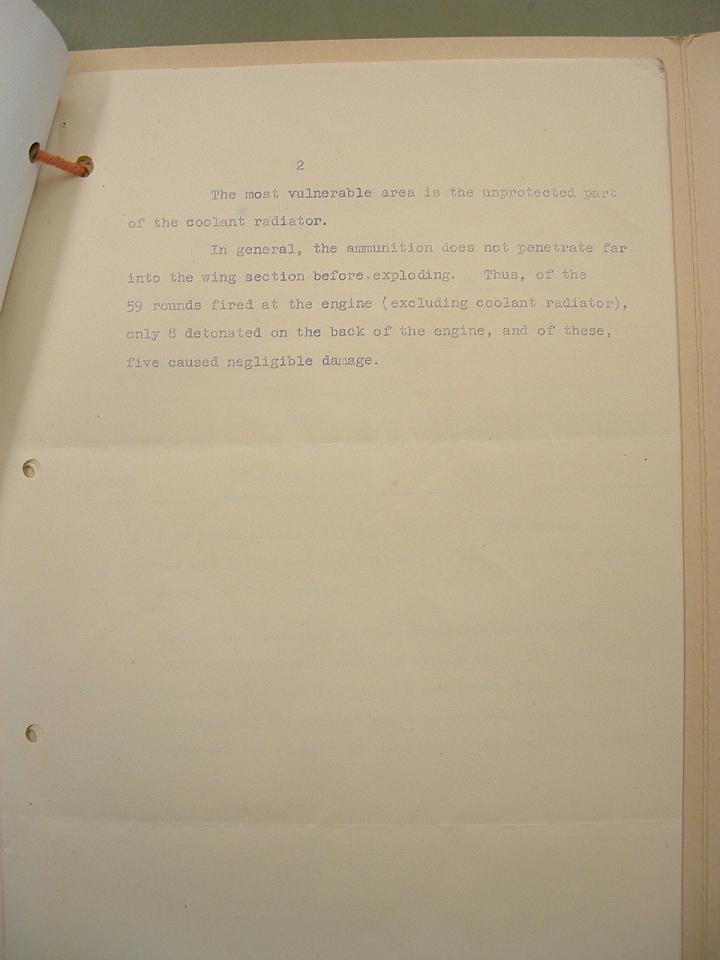 2
The most vulnerable area is the unprotected part
of the coolant radiator.
In general, the ammunition does not penetrate far
into the wing section before exploding. Thus, of the
59 rounds fired at the engine (excluding coolant radiator),
only 8 detonated on the back of the engine, and of these,
five caused negligible damage.